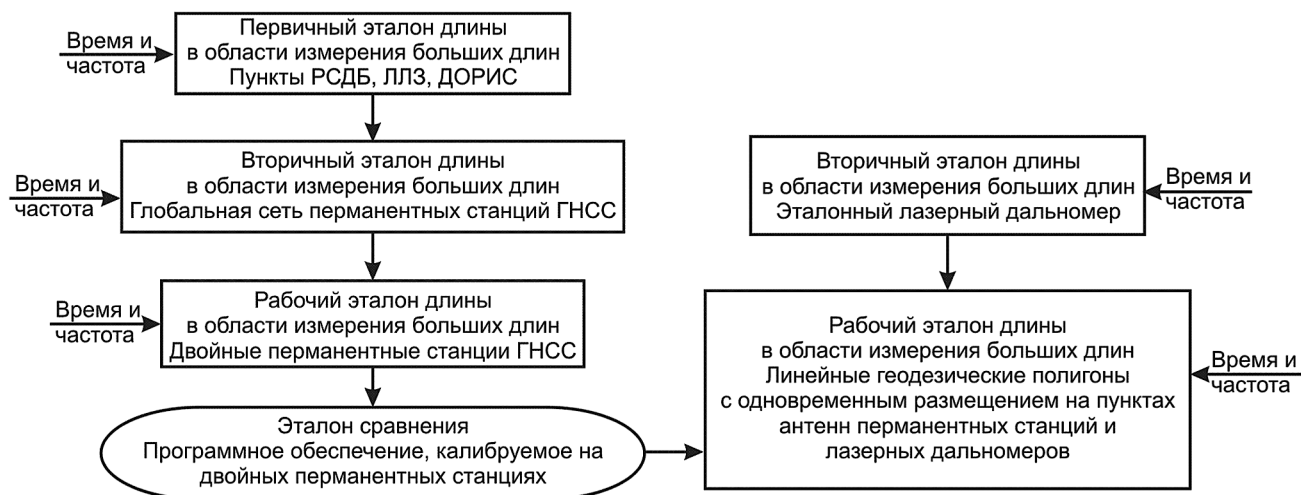 Время и
частота
Первичный эталон длины
в области измерения больших длин
Пункты РСДБ, ЛЛЗ, ДОРИС
Время и
частота
Вторичный эталон длины
в области измерения больших длин
Глобальная сеть перманентных станций ГНСС
Вторичный эталон длины
в области измерения больших длин
Эталонный лазерный дальномер
Время и
частота
Время и
частота
Рабочий эталон длины
в области измерения больших длин
Двойные перманентные станции ГНСС
Рабочий эталон длины
в области измерения больших длин
Линейные геодезические полигоны
с одновременным размещением на пунктах
антенн перманентных станций и
лазерных дальномеров
Время и
частота
Эталон сравнения
Программное обеспечение, калибруемое на
двойных перманентных станциях